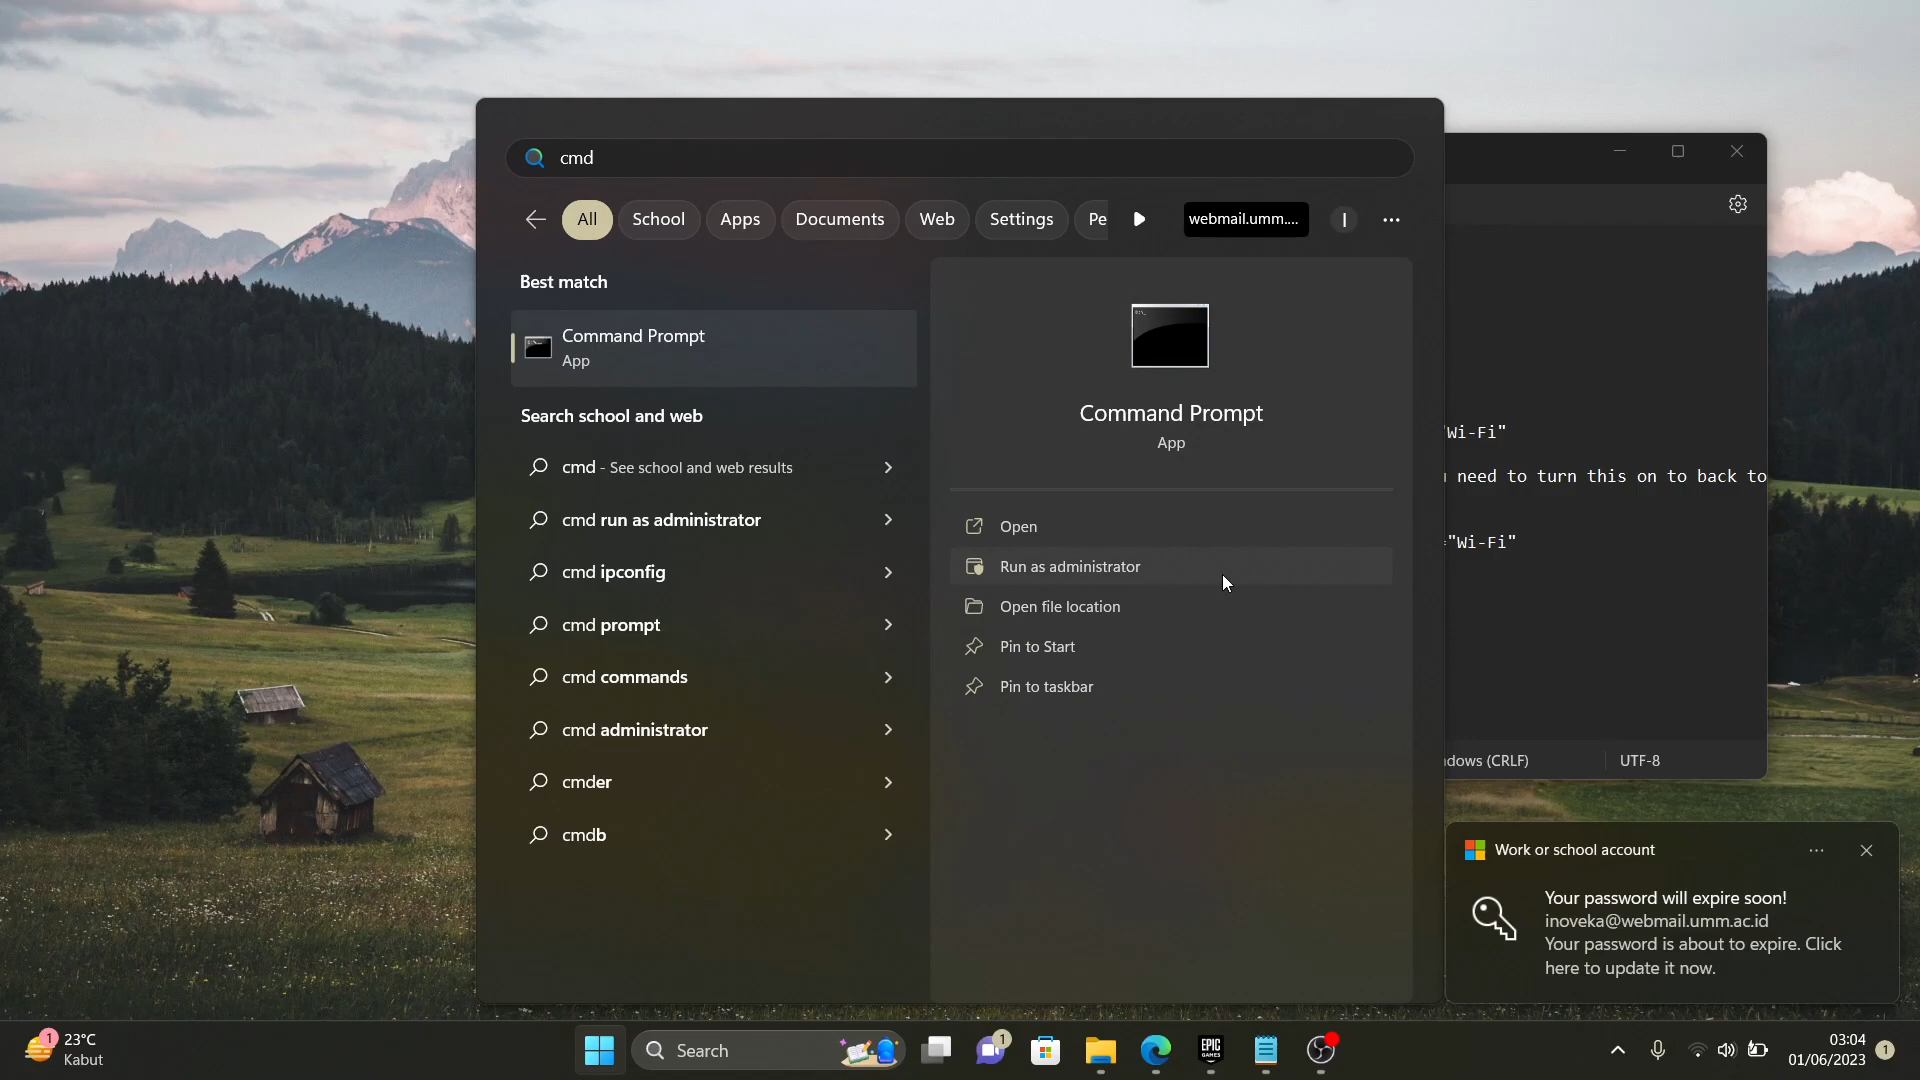 cmd
All
School
Apps
Documents
Web
Settings
Pe
webmail.umm....
I
Best match
Command Prompt
App
Search school and web
cmd - See school and web results
cmd run as administrator
cmd ipconfig
cmd prompt
cmd commands
cmd administrator
cmder
cmdb
Command Prompt
App
Open
Run as administrator
Open file location
Pin to Start
Pin to taskbar
Wi-Fi"
need to turn this on to back to
="Wi-Fi"
dows (CRLF)
UTF-8
Work or school account
Your password will expire soon!
inoveka@webmail.umm.ac.id
Your password is about to expire. Click
here to update it now.
1
23°C
Kabut
Search
1
EPIC
GAMES
03:04
01/06/2023
1